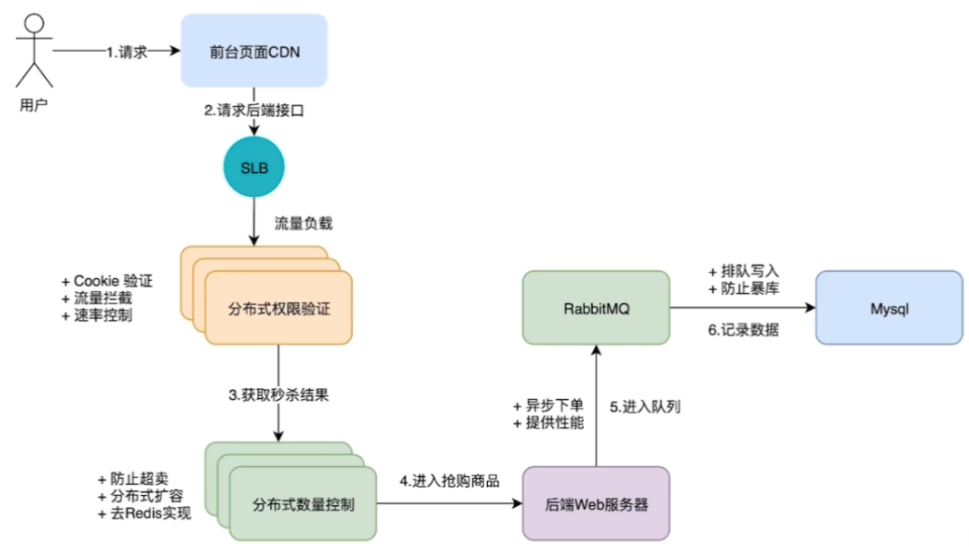 用户
1.请求
前台页面CDN
2.请求后端接口
SLB
流量负载
+ Cookie 验证
+ 流量拦截
+ 速率控制
分布式权限验证
3.获取秒杀结果
+ 防止超卖
+ 分布式扩容
+ 去Redis实现
分布式数量控制
4.进入抢购商品
后端Web服务器
+ 异步下单
+ 提供性能
5.进入队列
RabbitMQ
+ 排队写入
+ 防止暴库
6.记录数据
Mysql